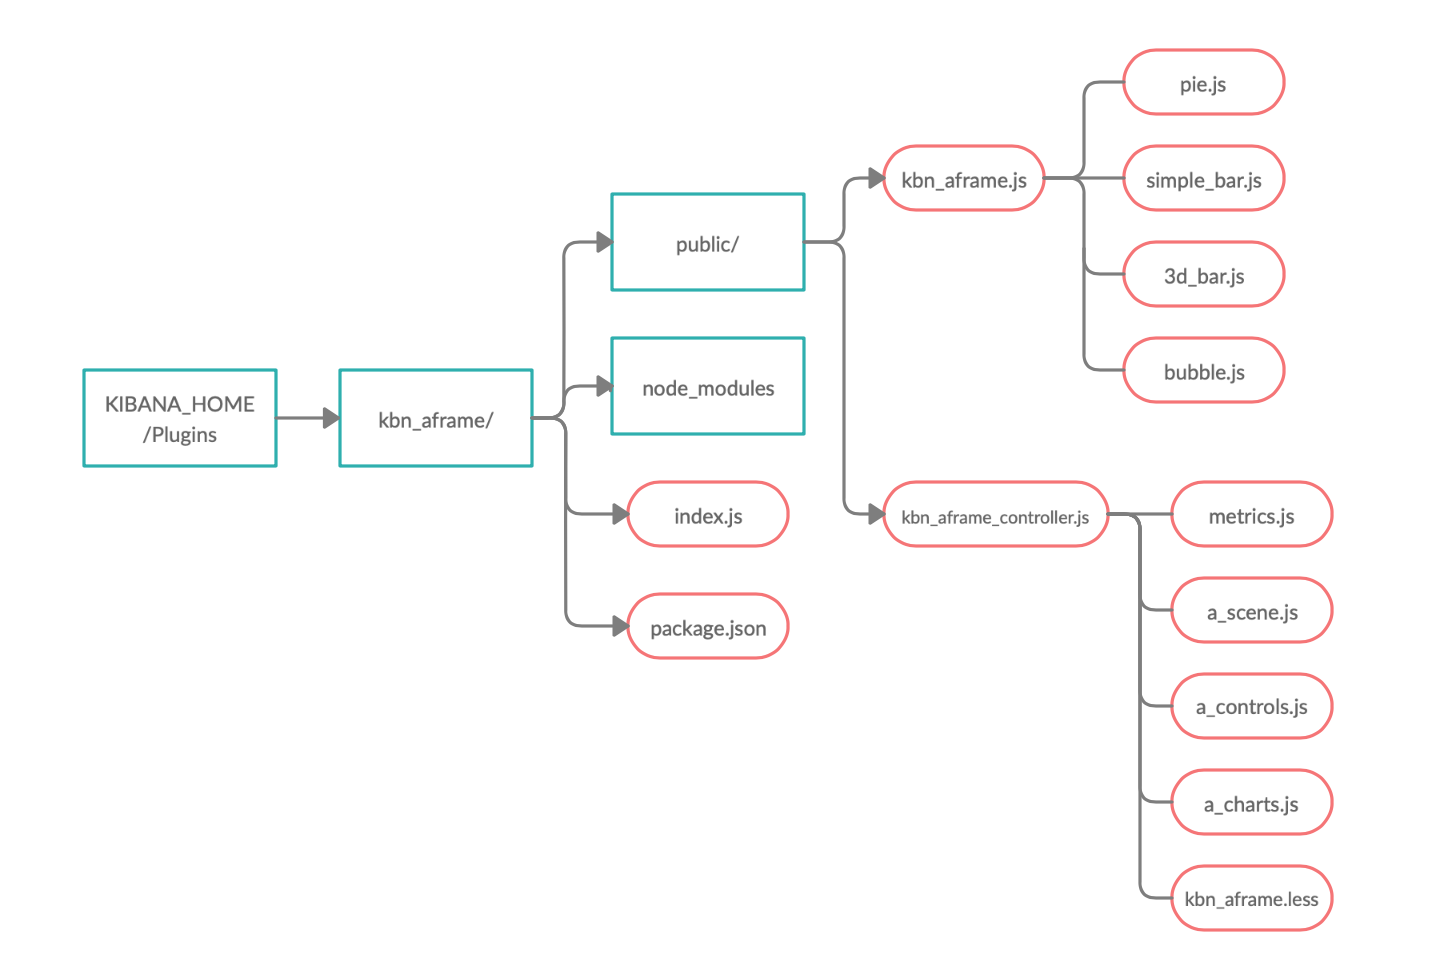 KIBANA_HOME
/Plugins
kbn_aframe/
public/
node_modules
index.js
package.json
kbn_aframe.js
pie.js
simple_bar.js
3d_bar.js
bubble.js
kbn_aframe_controller.js
metrics.js
a_scene.js
a_controls.js
a_charts.js
kbn_aframe.less